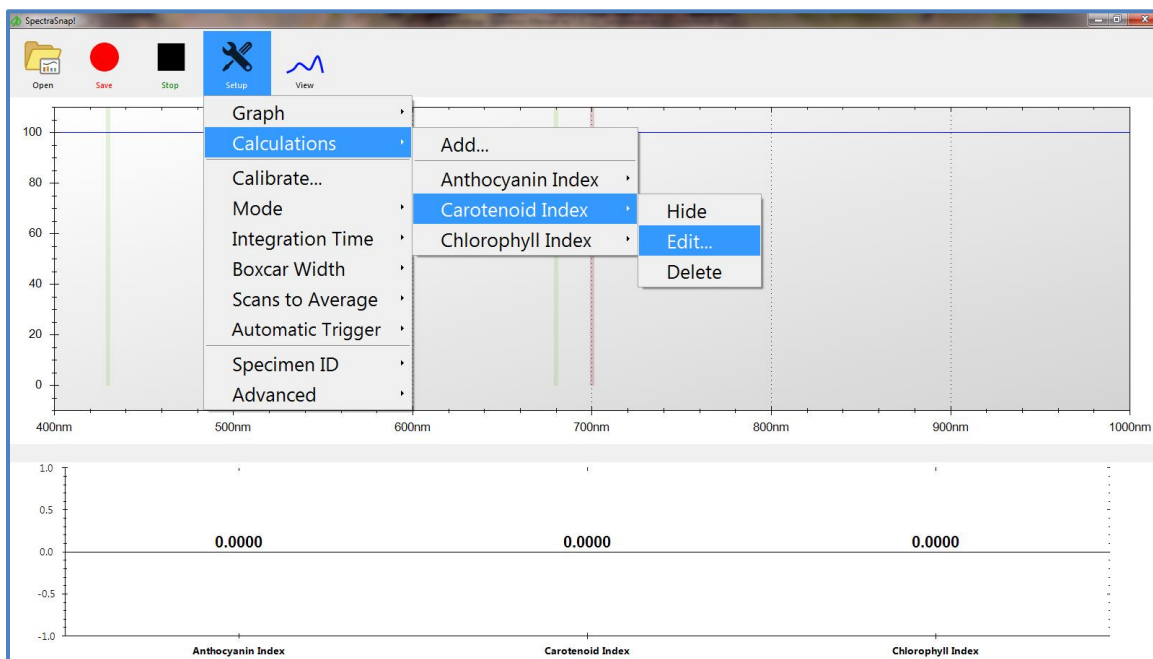 SpectraSnap!
Open Save Stop Setup View
Graph
Calculations
Calibrate...
Mode
Integration Time
Boxcar Width
Scans to Average
Automatic Trigger
Specimen ID
Advanced
Add...
Anthocyanin Index
Carotenoid Index
Chlorophyll Index
Hide
Edit...
Delete
100
80
60
40
20
0
400nm 500nm 600nm 700nm 800nm 900nm 1000nm
1.0
0.5
0.0
-0.5
-1.0
0.0000 0.0000 0.0000
Anthocyanin Index Carotenoid Index Chlorophyll Index